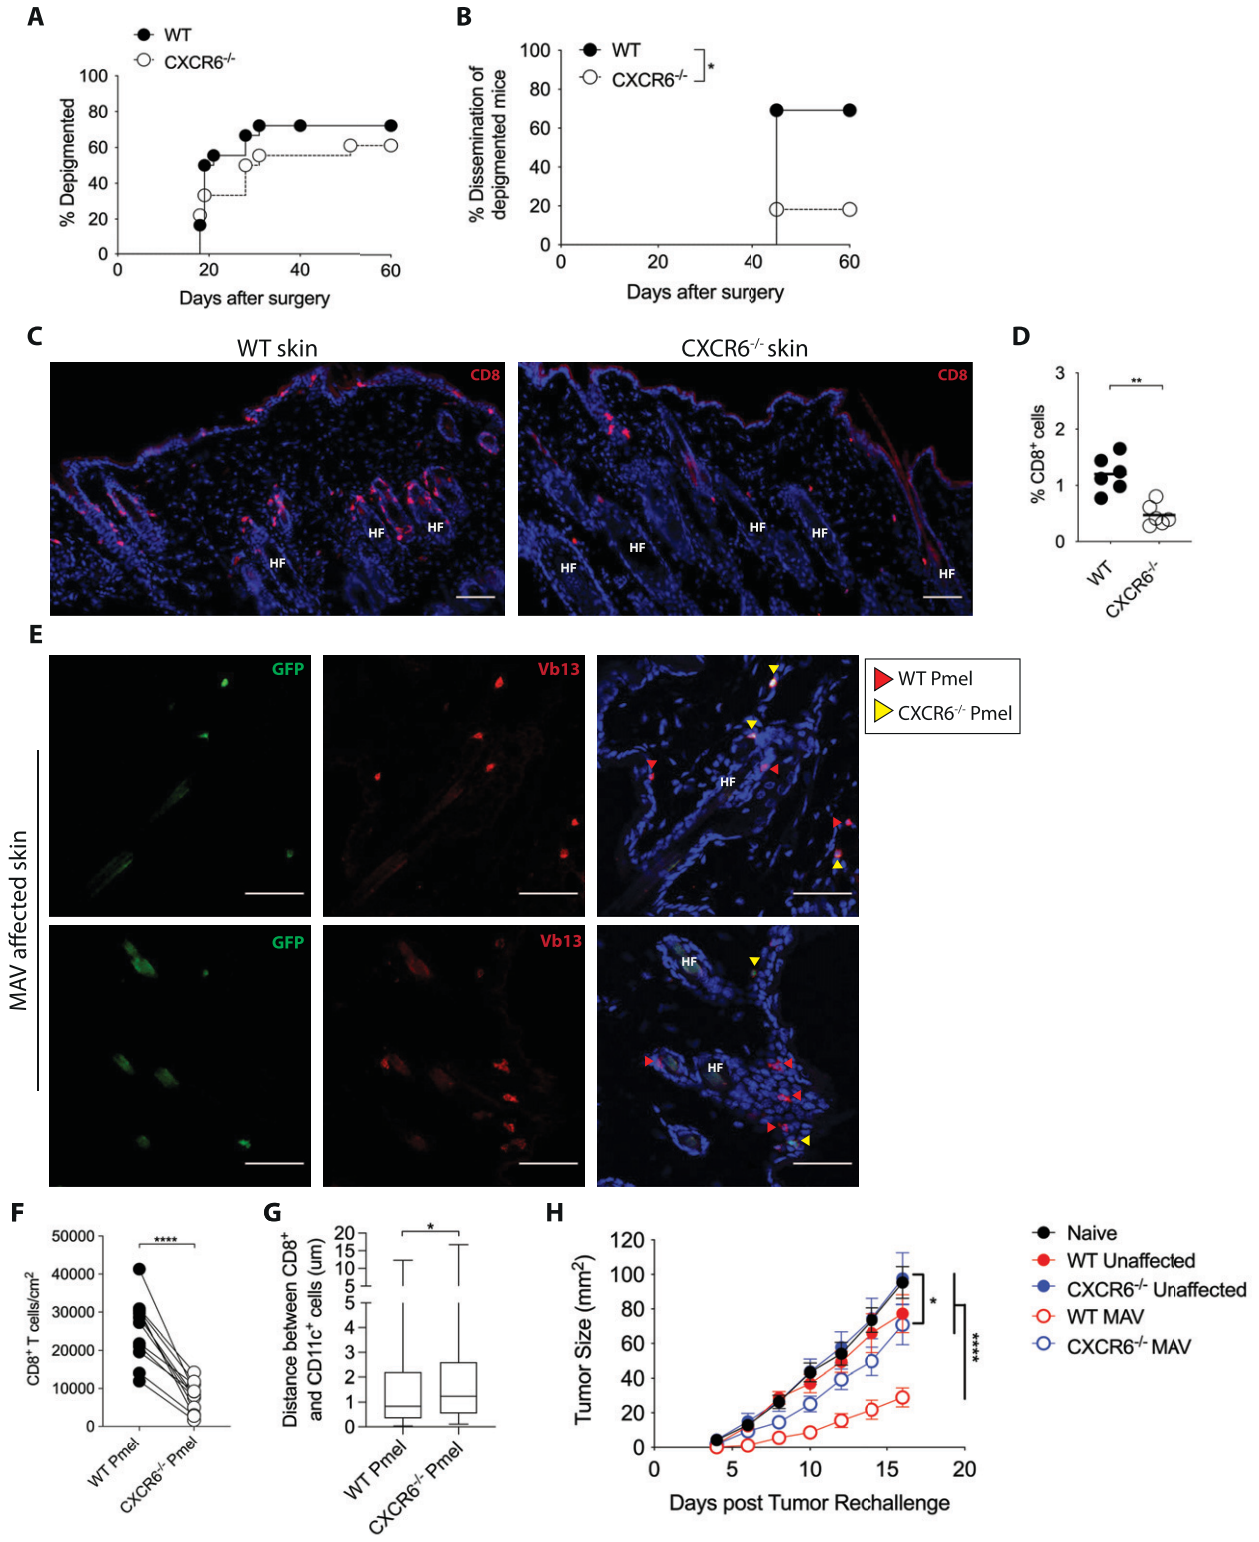 A
WT
CXCR6-/-
% Depigmented
100
80
60
40
20
0
0 20 40 60
Days after surgery
B
WT
CXCR6-/-
*
% Dissemination of
depigmented mice
100
80
60
40
20
0
0 20 40 60
Days after surgery
C
WT skin
CXCR6-/- skin
CD8
CD8
HF
HF
HF
HF
HF
HF
HF
HF
D
% CD8+ cells
3
2
1
0
**
WT
CXCR6-/-
E
MAV affected skin
GFP
Vb13
HF
WT Pmel
CXCR6-/- Pmel
GFP
Vb13
HF
HF
F
CD8+ T cells/cm2
50000
40000
30000
20000
10000
0
****
WT Pmel
CXCR6-/- Pmel
G
Distance between CD8+
and CD11c+ cells (um)
20
15
10
5
5
4
3
2
1
0
*
WT Pmel
CXCR6-/- Pmel
H
Tumor Size (mm2)
120
100
80
60
40
20
0
0 5 10 15 20
Days post Tumor Rechallenge
*
****
Naive
WT Unaffected
CXCR6-/- Unaffected
WT MAV
CXCR6-/- MAV